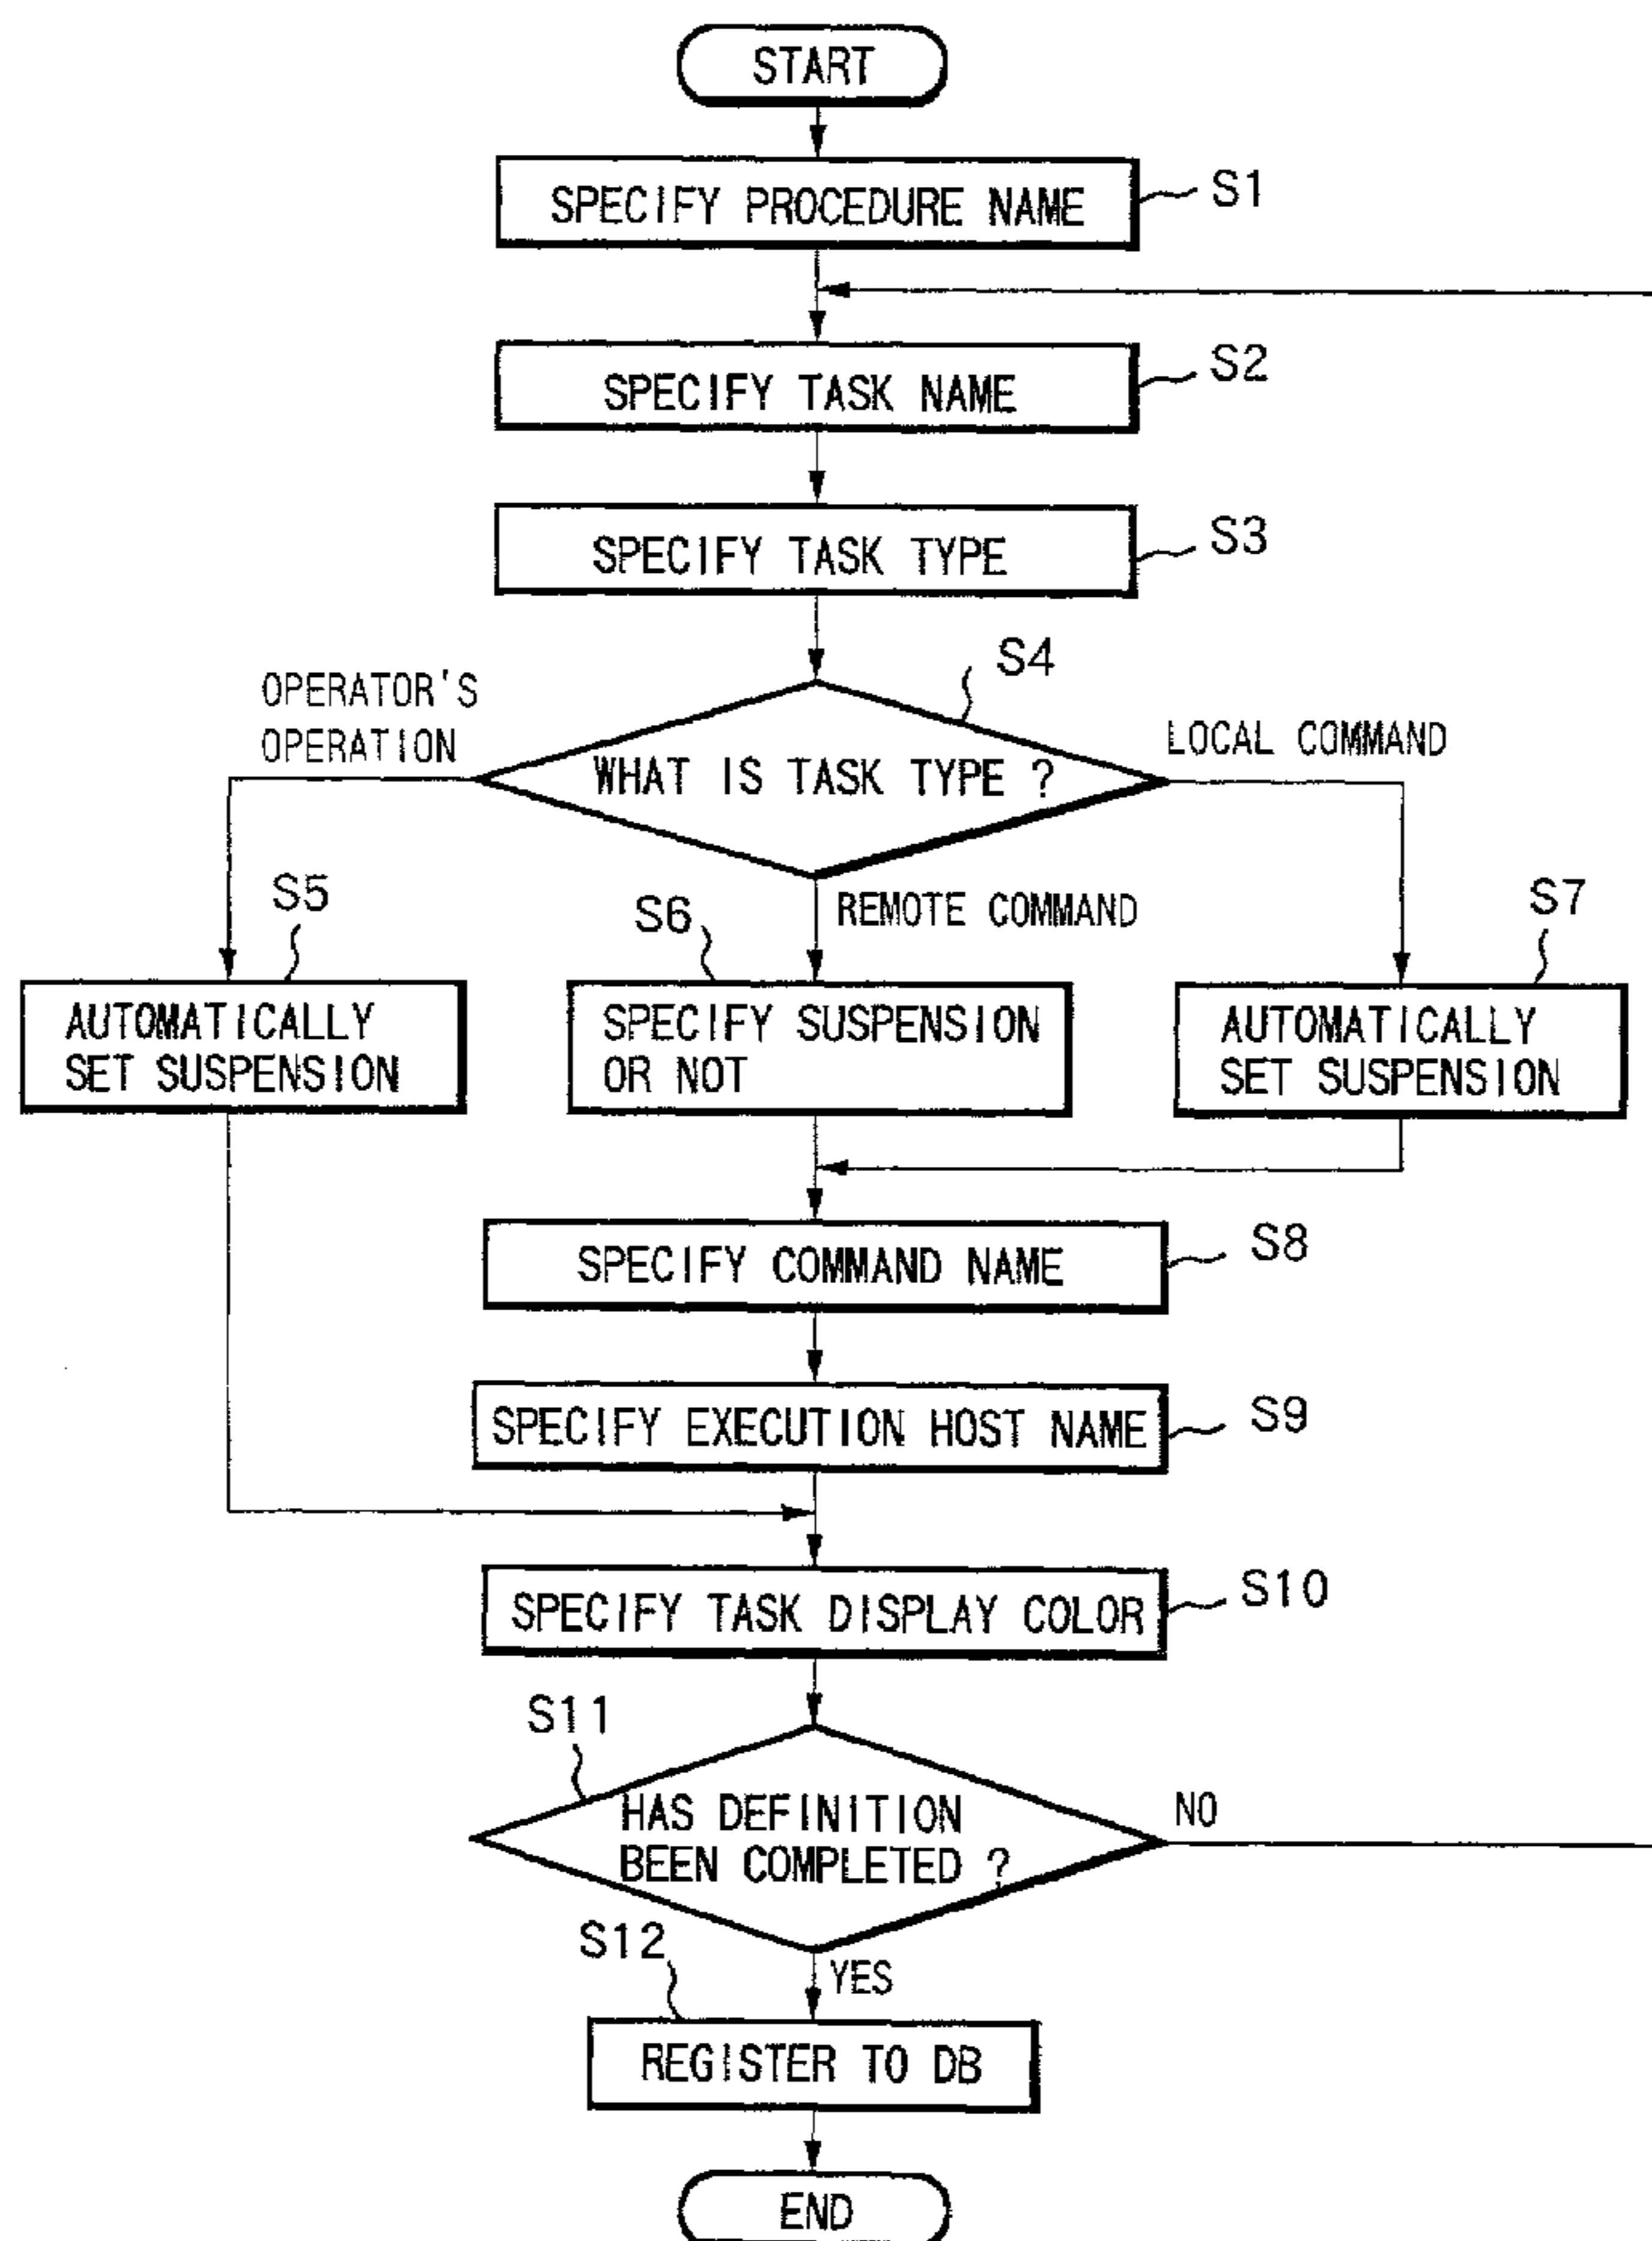 START
SPECIFY PROCEDURE NAME
S1
SPECIFY TASK NAME
S2
SPECIFY TASK TYPE
S3
S4
OPERATOR'S
OPERATION
WHAT IS TASK TYPE ?
LOCAL COMMAND
REMOTE COMMAND
S5
AUTOMATICALLY
SET SUSPENSION
S6
SPECIFY SUSPENSION
OR NOT
S7
AUTOMATICALLY
SET SUSPENSION
SPECIFY COMMAND NAME
S8
SPECIFY EXECUTION HOST NAME
S9
SPECIFY TASK DISPLAY COLOR
S10
S11
HAS DEFINITION
BEEN COMPLETED ?
NO
YES
S12
REGISTER TO DB
END